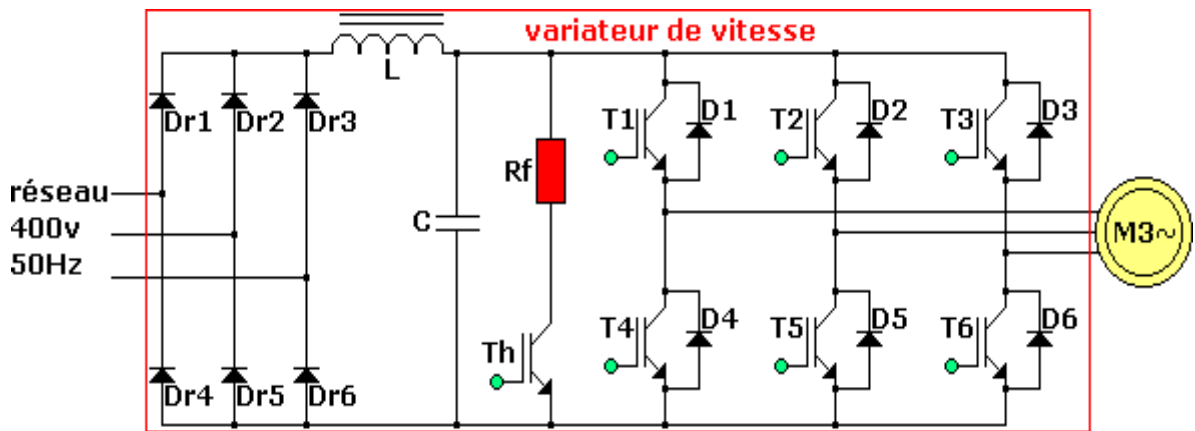 variateur de vitesse
L
Dr1
Dr2
Dr3
T1
D1
T2
D2
T3
D3
Rf
réseau
400v
50Hz
C
M3~
Th
T4
D4
T5
D5
T6
D6
Dr4
Dr5
Dr6